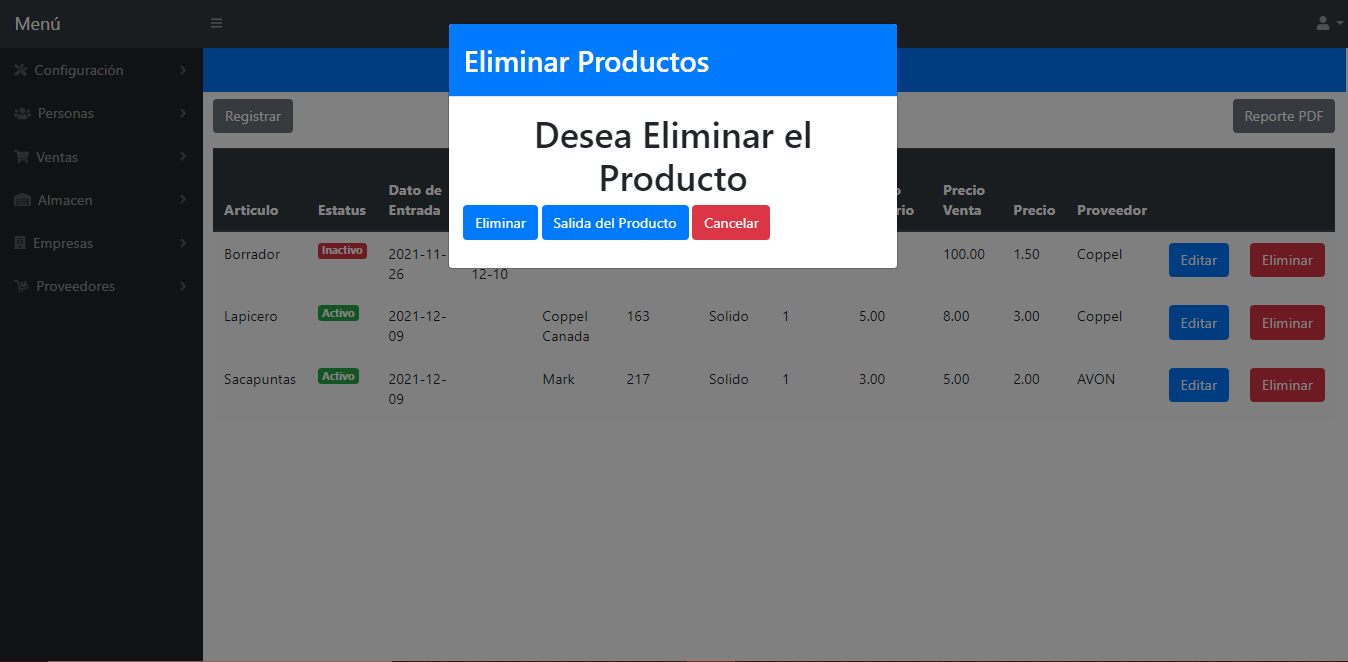 Menú
Configuración
Personas
Ventas
Almacen
Empresas
Proveedores
Eliminar Productos
Desea Eliminar el
Producto
Eliminar Salida del Producto Cancelar
Registrar Reporte PDF
Articulo Estatus Dato de Entrada Precio Venta Precio Proveedor
Borrador Inactivo 2021-11-26 12-10 100.00 1.50 Coppel Editar Eliminar
Lapicero Activo 2021-12-09 Coppel Canada 163 Solido 1 5.00 8.00 3.00 Coppel Editar Eliminar
Sacapuntas Activo 2021-12-09 Mark 217 Solido 1 3.00 5.00 2.00 AVON Editar Eliminar